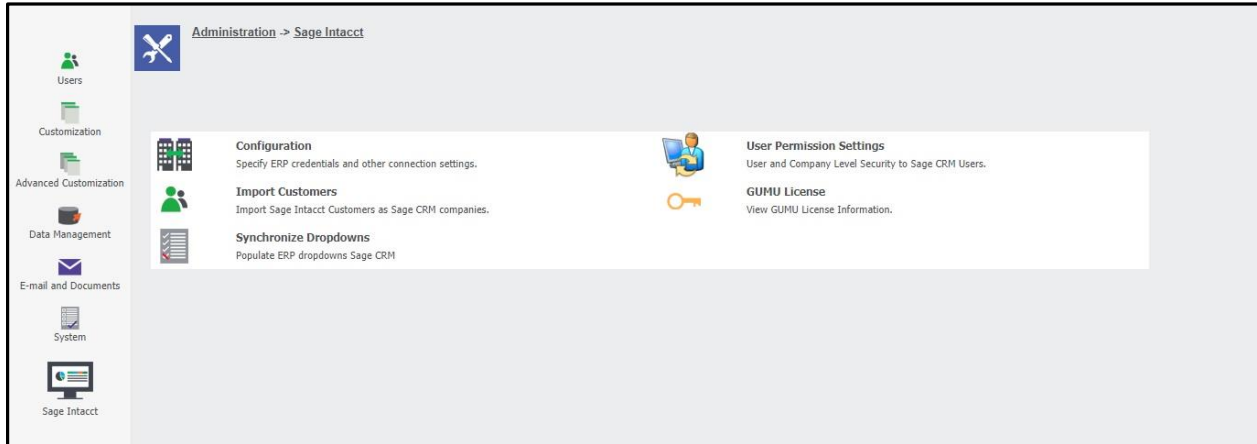 Administration -> Sage Intacct
Users
Customization
Advanced Customization
Data Management
E-mail and Documents
System
Sage Intacct
Configuration
Specify ERP credentials and other connection settings.
Import Customers
Import Sage Intacct Customers as Sage CRM companies.
Synchronize Dropdowns
Populate ERP dropdowns Sage CRM
User Permission Settings
User and Company Level Security to Sage CRM Users.
GUMU License
View GUMU License Information.